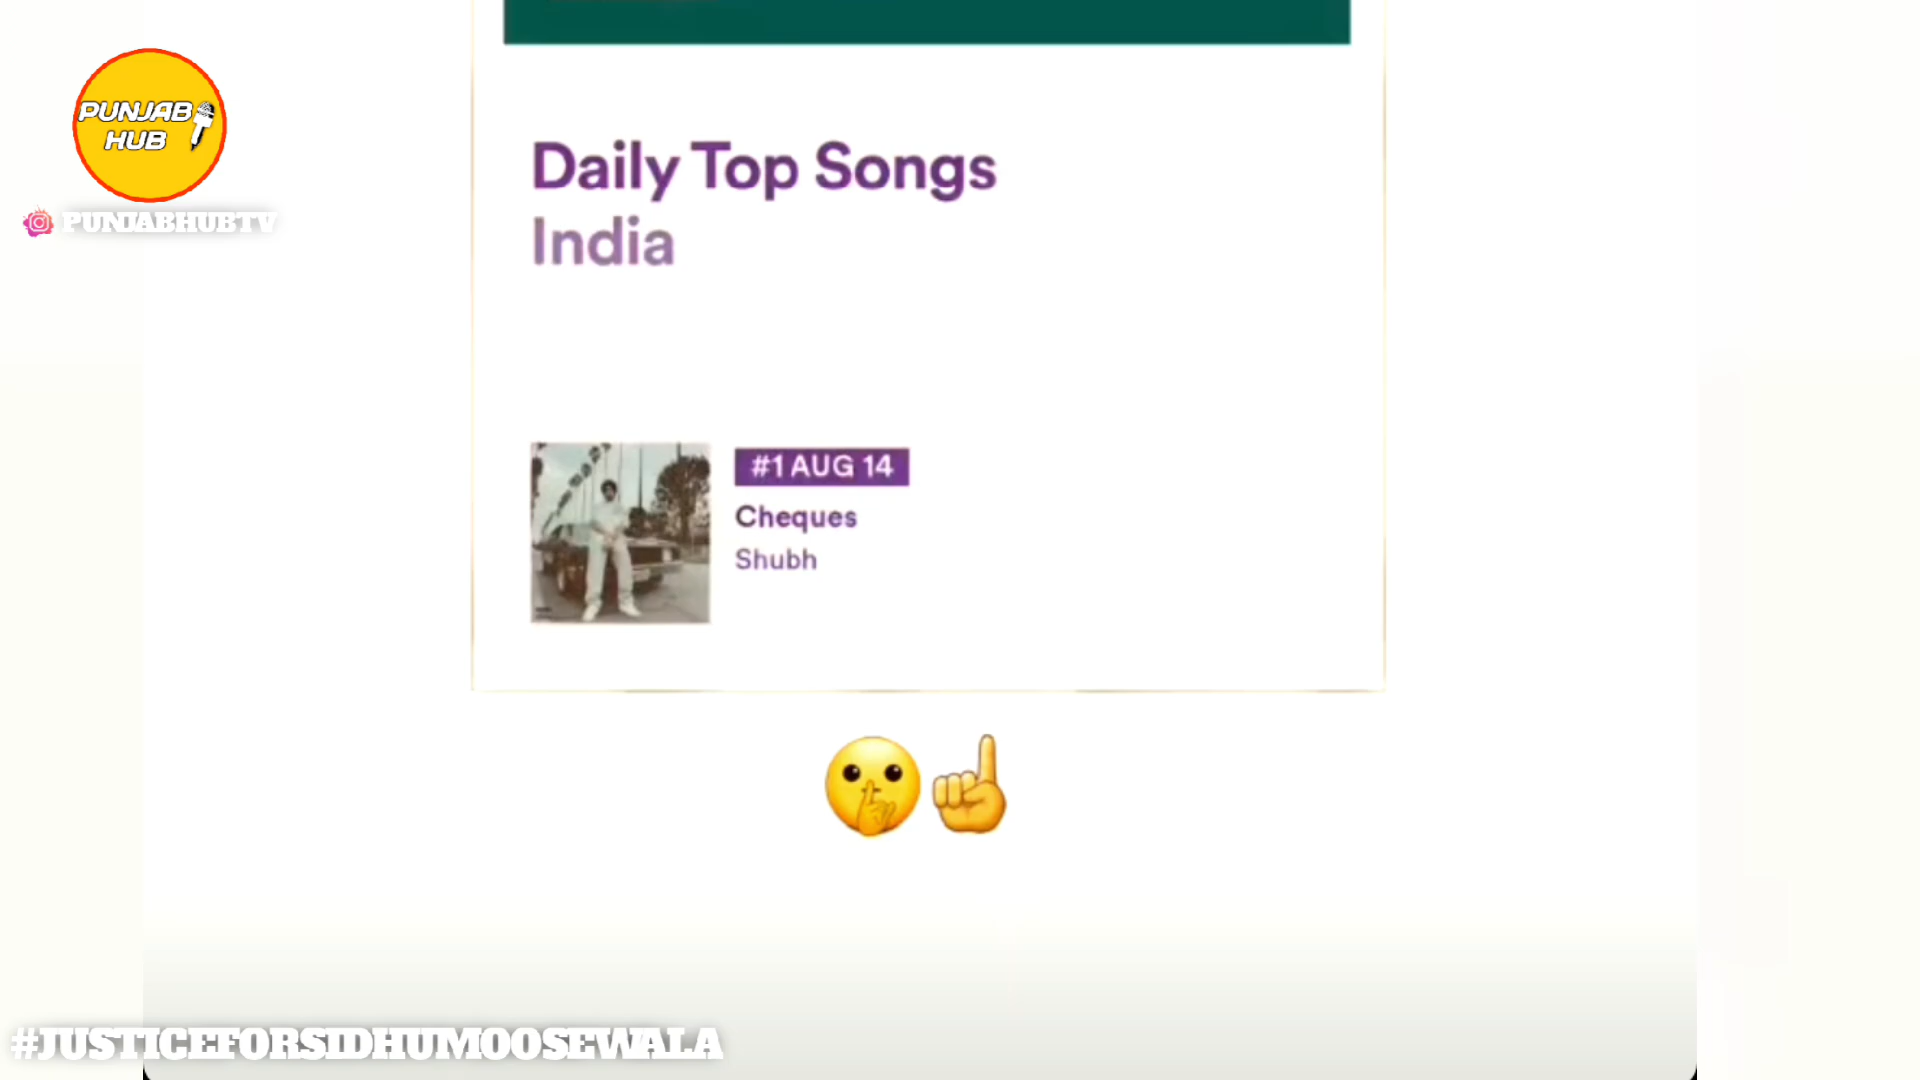 PUNJAB
HUB
PUNJABHUBTV
Daily Top Songs
India
#1 AUG 14
Cheques
Shubh
#JUSTICEFORSIDHUMOOSEWALA